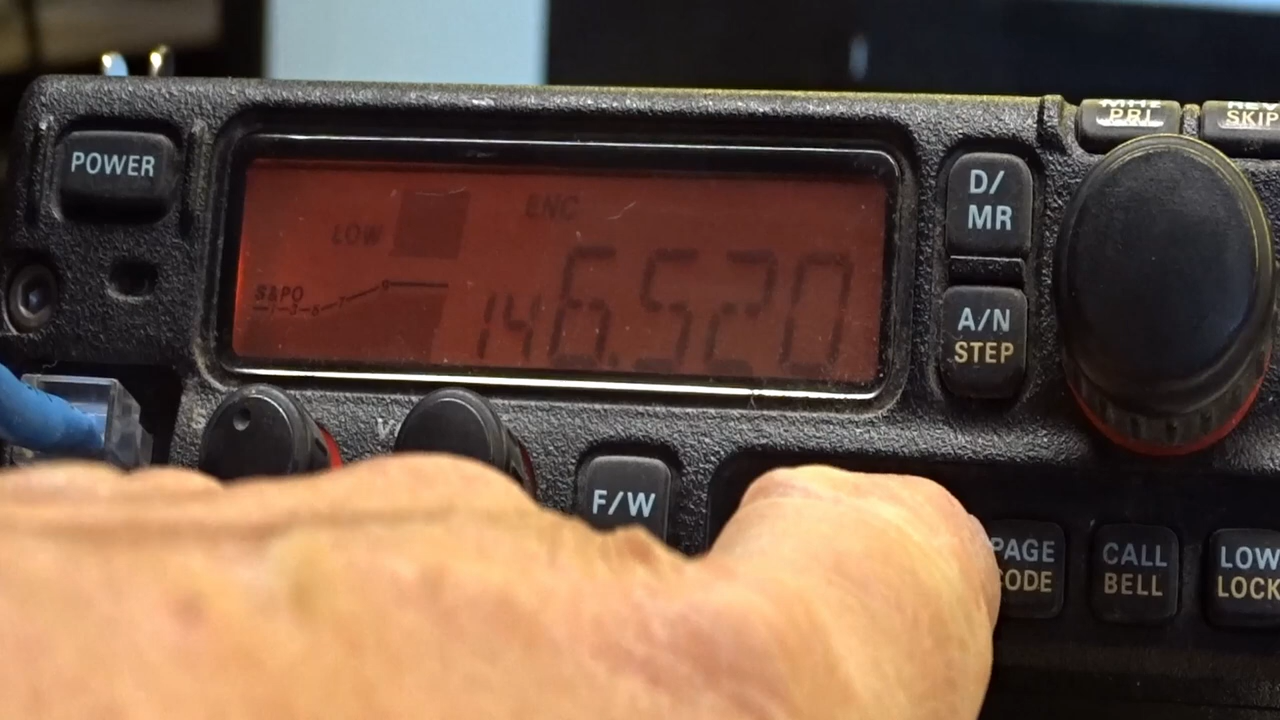 POWER
LOW
ENC
S&PO
1-3-5-7-9
146.520
D/
MR
A/N
STEP
PRI
SKIP
F/W
PAGE
CODE
CALL
BELL
LOW
LOCK